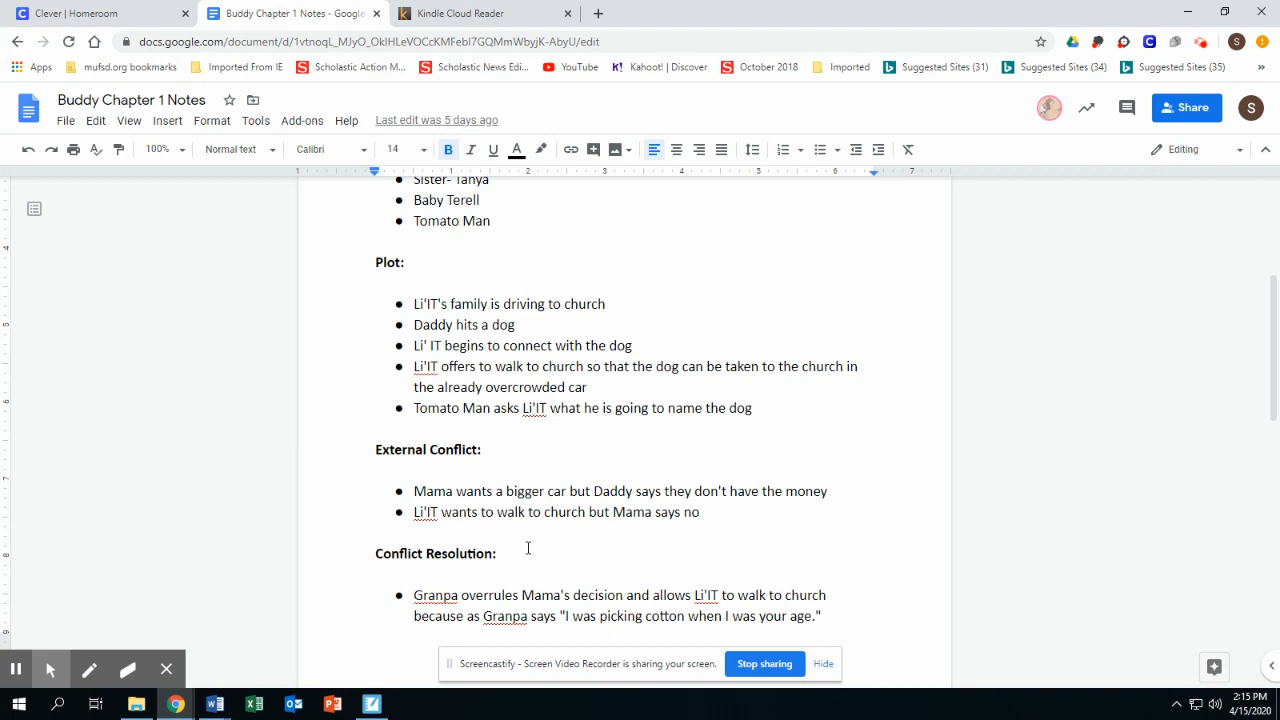 Clever | Homeroom
Buddy Chapter 1 Notes - Google
Kindle Cloud Reader
docs.google.com/document/d/1vtnoqL_MJyO_OkIHLeVOCcKMFebI7GQMmWbyjK-AbyU/edit
S
Apps
mufsd.org bookmarks
Imported From IE
Scholastic Action M...
Scholastic News Edi...
YouTube
Kahoot! | Discover
October 2018
Imported
Suggested Sites (31)
Suggested Sites (34)
Suggested Sites (35)
»
Buddy Chapter 1 Notes
File Edit View Insert Format Tools Add-ons Help Last edit was 5 days ago
Share
S
100% Normal text Calibri 14 B I U A Editing
1 1 2 3 4 5 6 7
Sister- Tanya
● Baby Terell
● Tomato Man
Plot:
● Li'IT's family is driving to church
● Daddy hits a dog
● Li' IT begins to connect with the dog
● Li'IT offers to walk to church so that the dog can be taken to the church in
the already overcrowded car
● Tomato Man asks Li'IT what he is going to name the dog
External Conflict:
● Mama wants a bigger car but Daddy says they don't have the money
● Li'IT wants to walk to church but Mama says no
Conflict Resolution:
● Granpa overrules Mama's decision and allows Li'IT to walk to church
because as Granpa says "I was picking cotton when I was your age."
Screencastify - Screen Video Recorder is sharing your screen. Stop sharing Hide
2:15 PM
4/15/2020